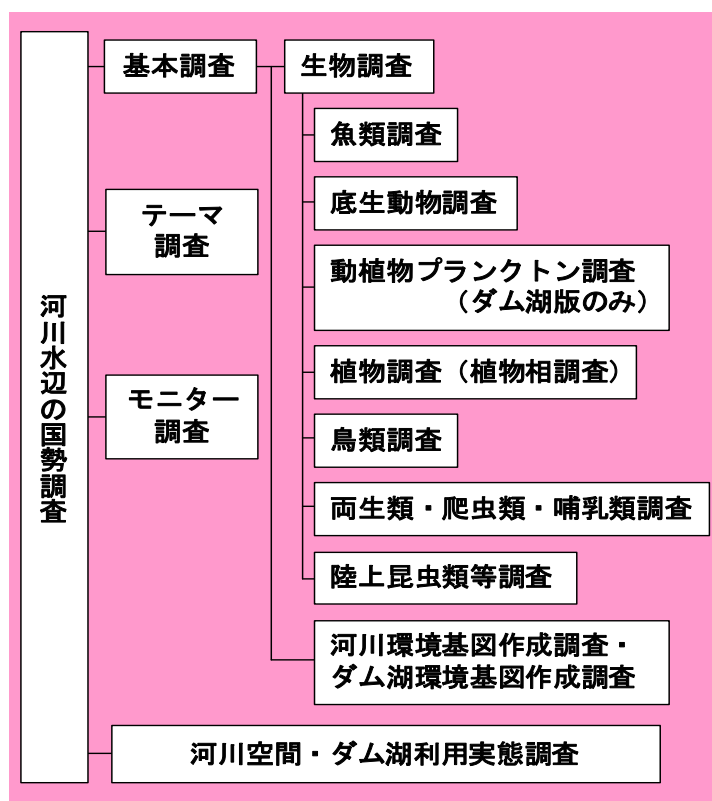 河川水辺の国勢調査
基本調査
生物調査
魚類調査
底生動物調査
動植物プランクトン調査
（ダム湖版のみ）
植物調査（植物相調査）
鳥類調査
両生類・爬虫類・哺乳類調査
陸上昆虫類等調査
河川環境基図作成調査・
ダム湖環境基図作成調査
テーマ
調査
モニター
調査
河川空間・ダム湖利用実態調査